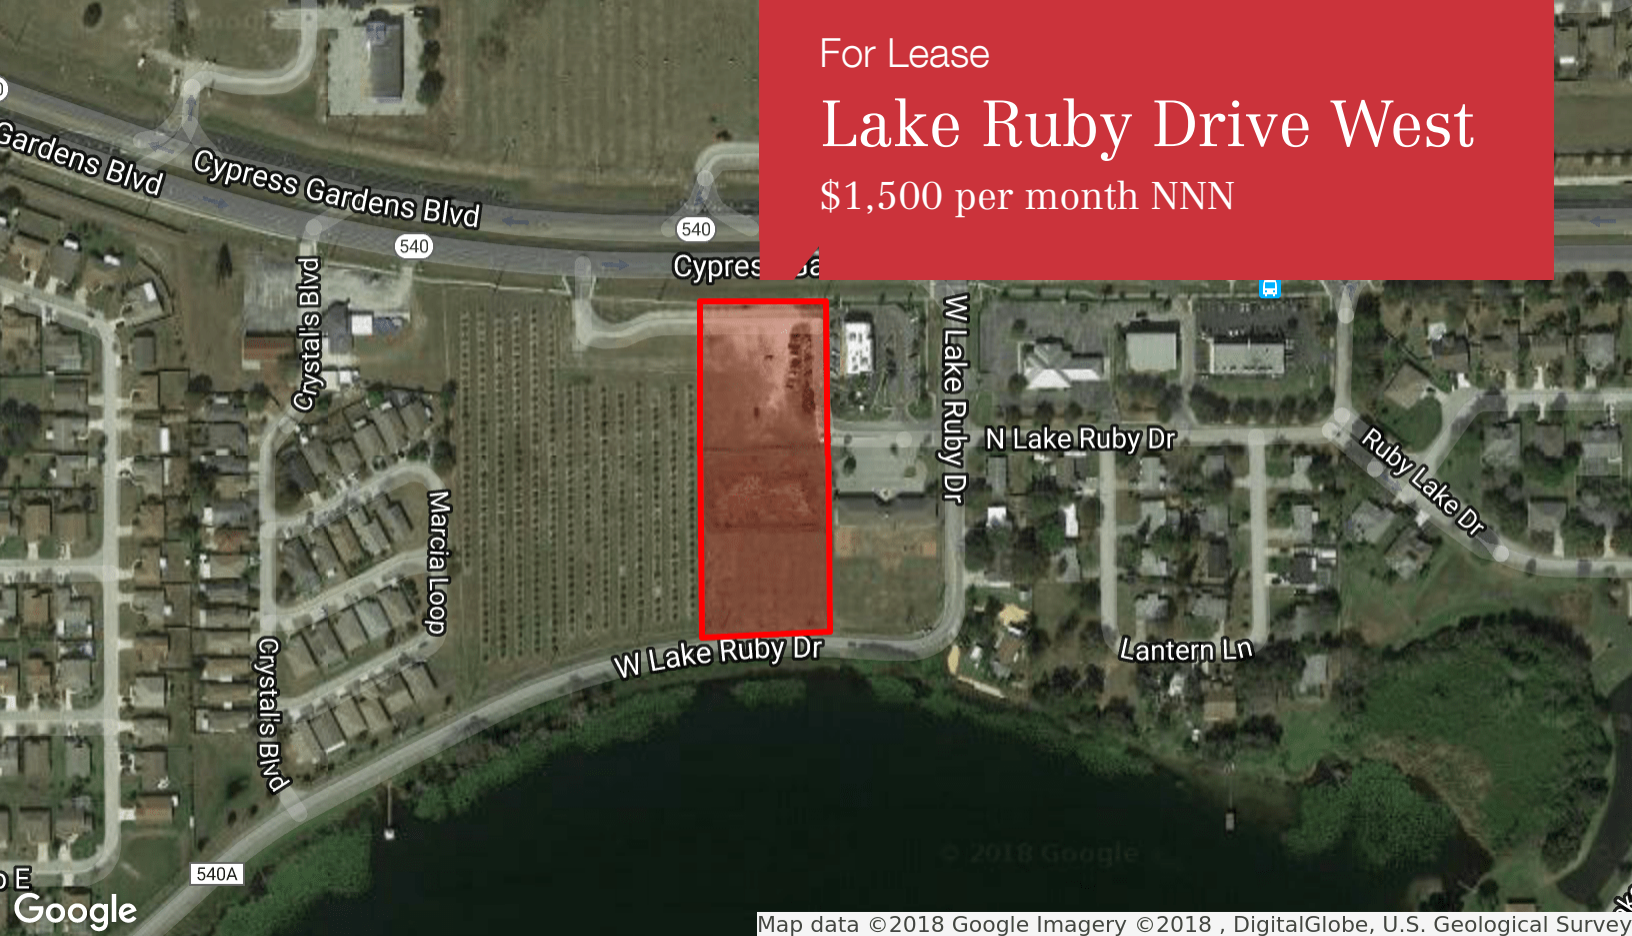 For Lease
Lake Ruby Drive West
$1,500 per month NNN
Gardens Blvd
Cypress Gardens Blvd
540
540
Cypres
Crystal's Blvd
W Lake Ruby Dr
N Lake Ruby Dr
Ruby Lake Dr
Marcia Loop
W Lake Ruby Dr
Lantern Ln
Crystal's Blvd
© 2018 Google
540A
E
Google
Map data ©2018 Google Imagery ©2018 , DigitalGlobe, U.S. Geological Survey